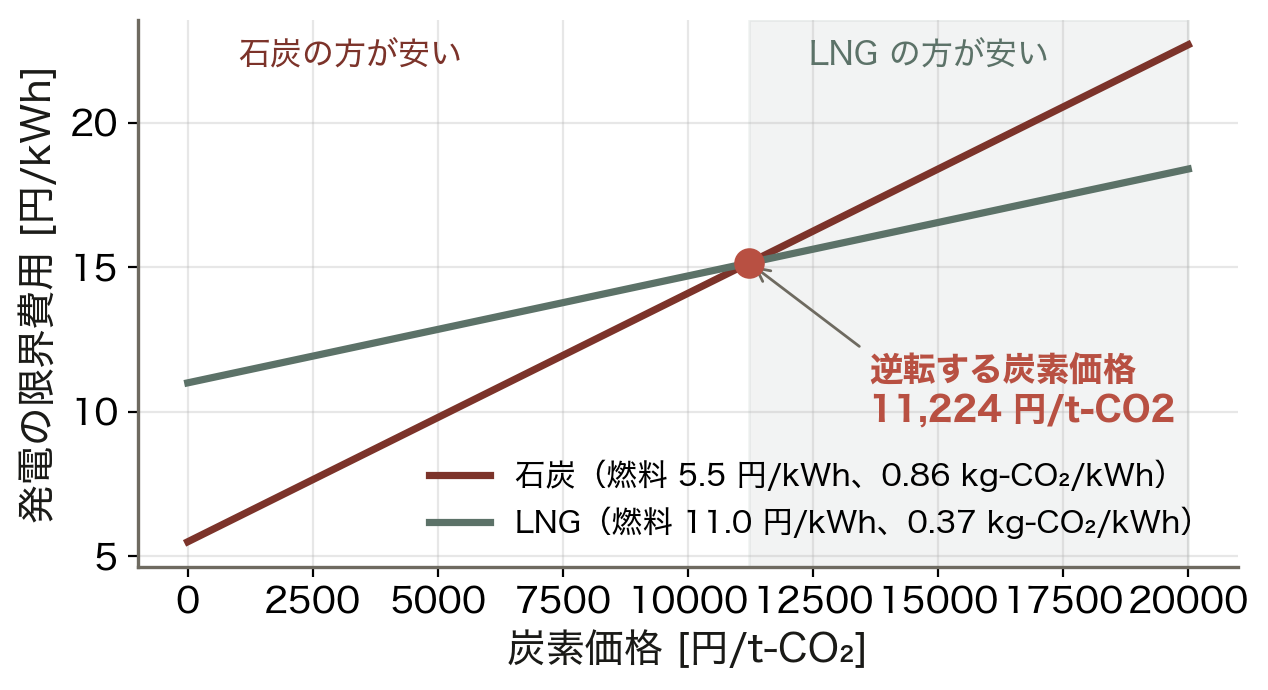 石炭の方が安い
LNG の方が安い
発電の限界費用 [円/kWh]
20
15
10
5
逆転する炭素価格
11,224 円/t-CO2
石炭（燃料 5.5 円/kWh、0.86 kg-CO₂/kWh）
LNG（燃料 11.0 円/kWh、0.37 kg-CO₂/kWh）
0 2500 5000 7500 10000 12500 15000 17500 20000
炭素価格 [円/t-CO₂]